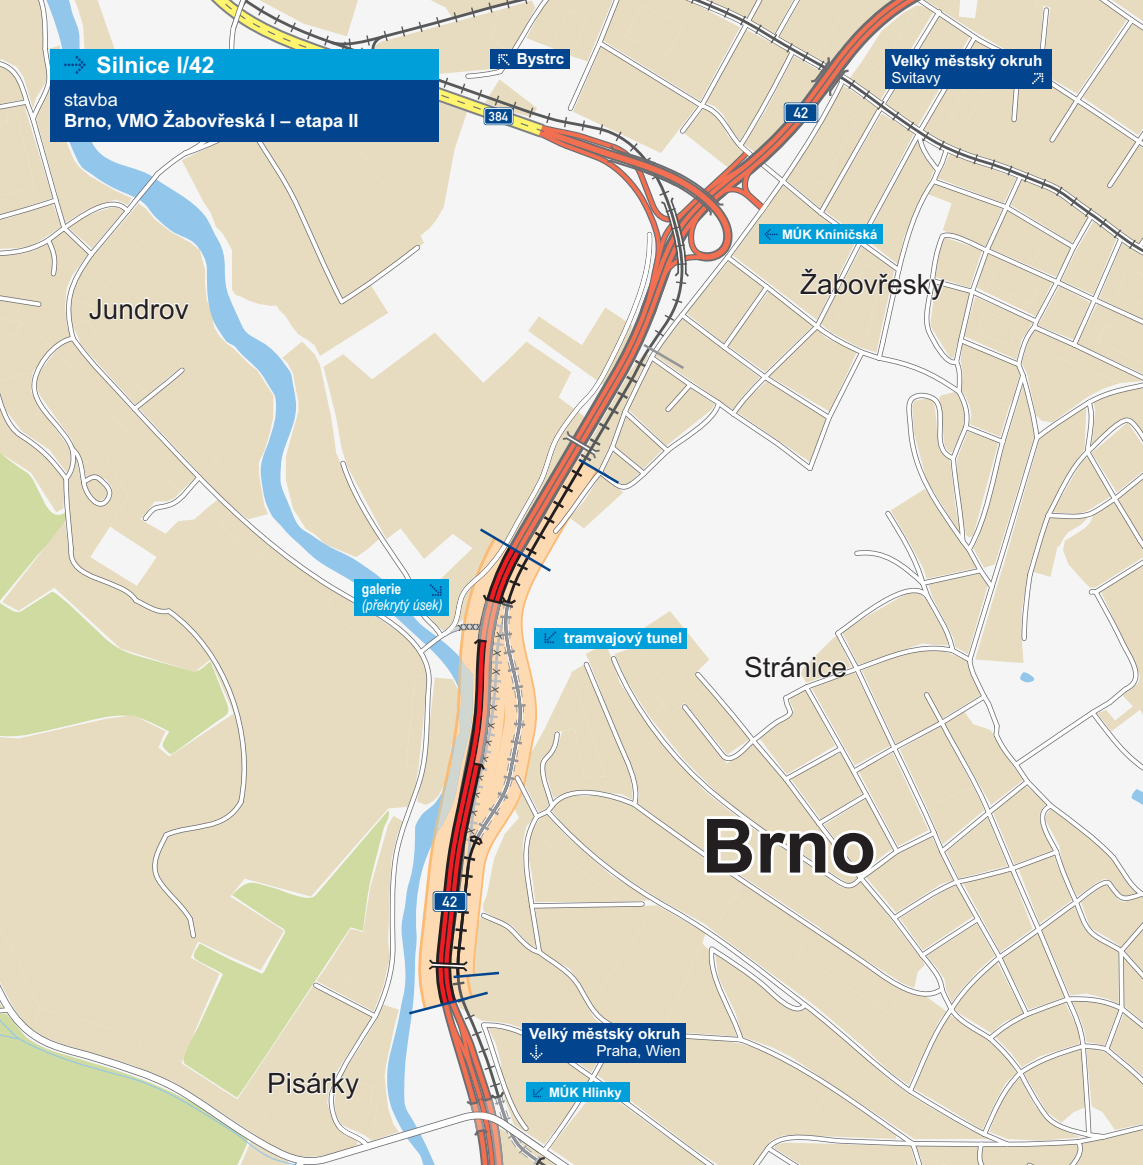 Silnice I/42
stavba
Brno, VMO Žabovřeská I – etapa II
Bystrc
Velký městský okruh
Svitavy
384
42
MÚK Kníničská
Žabovřesky
Jundrov
galerie
(překrytý úsek)
tramvajový tunel
Stránice
Brno
42
Velký městský okruh
Praha, Wien
Pisárky
MÚK Hlinky